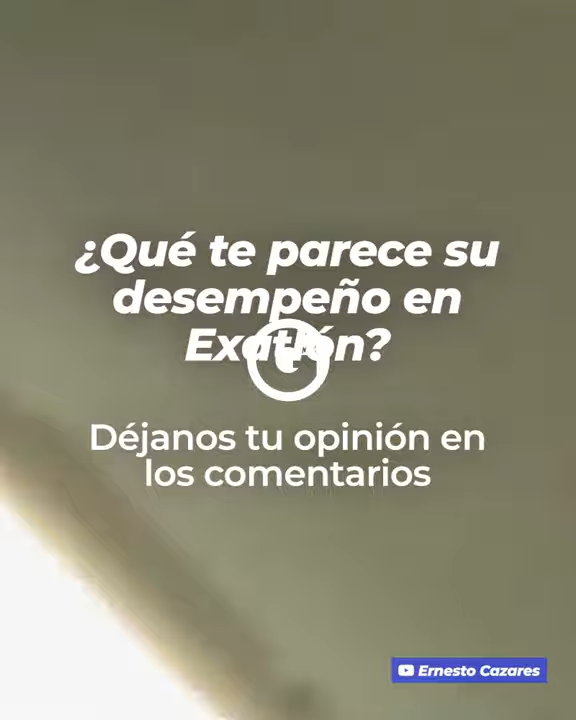 ¿Qué te parece su
desempeño en
Exatlón?
Déjanos tu opinión en
los comentarios
Ernesto Cazares